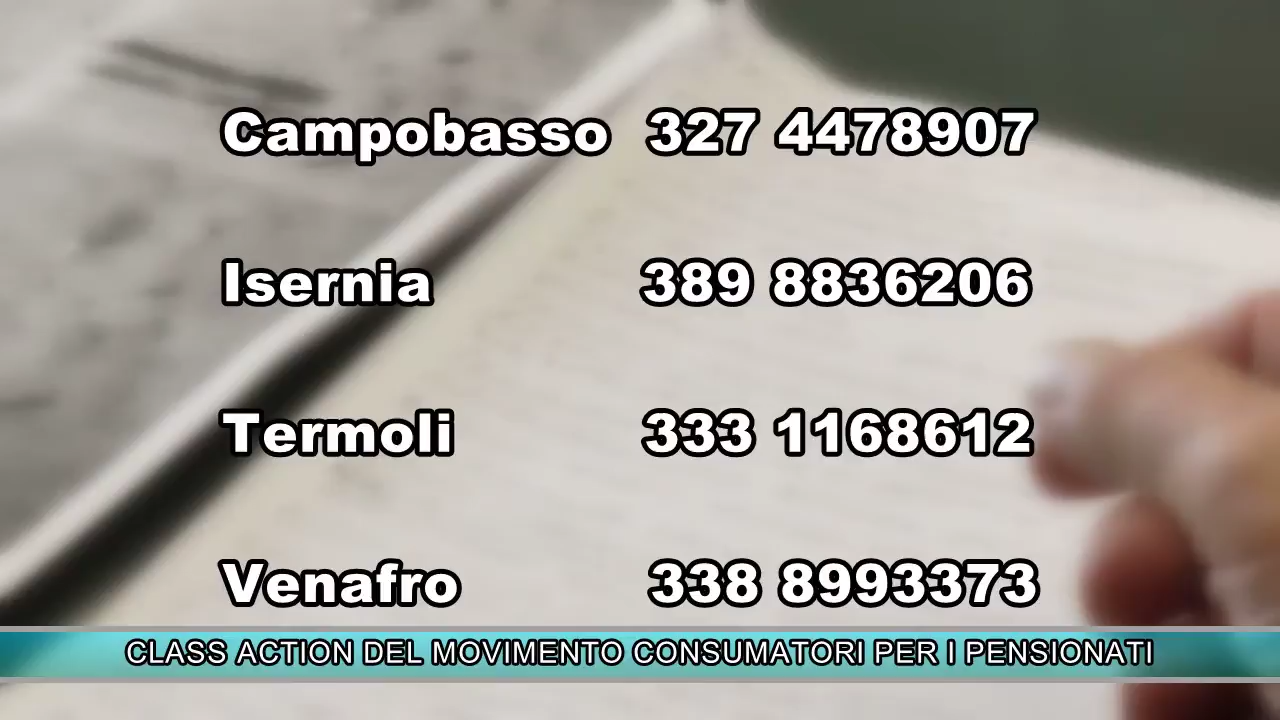 Campobasso 327 4478907
Isernia 389 8836206
Termoli 333 1168612
Venafro 338 8993373
CLASS ACTION DEL MOVIMENTO CONSUMATORI PER I PENSIONATI